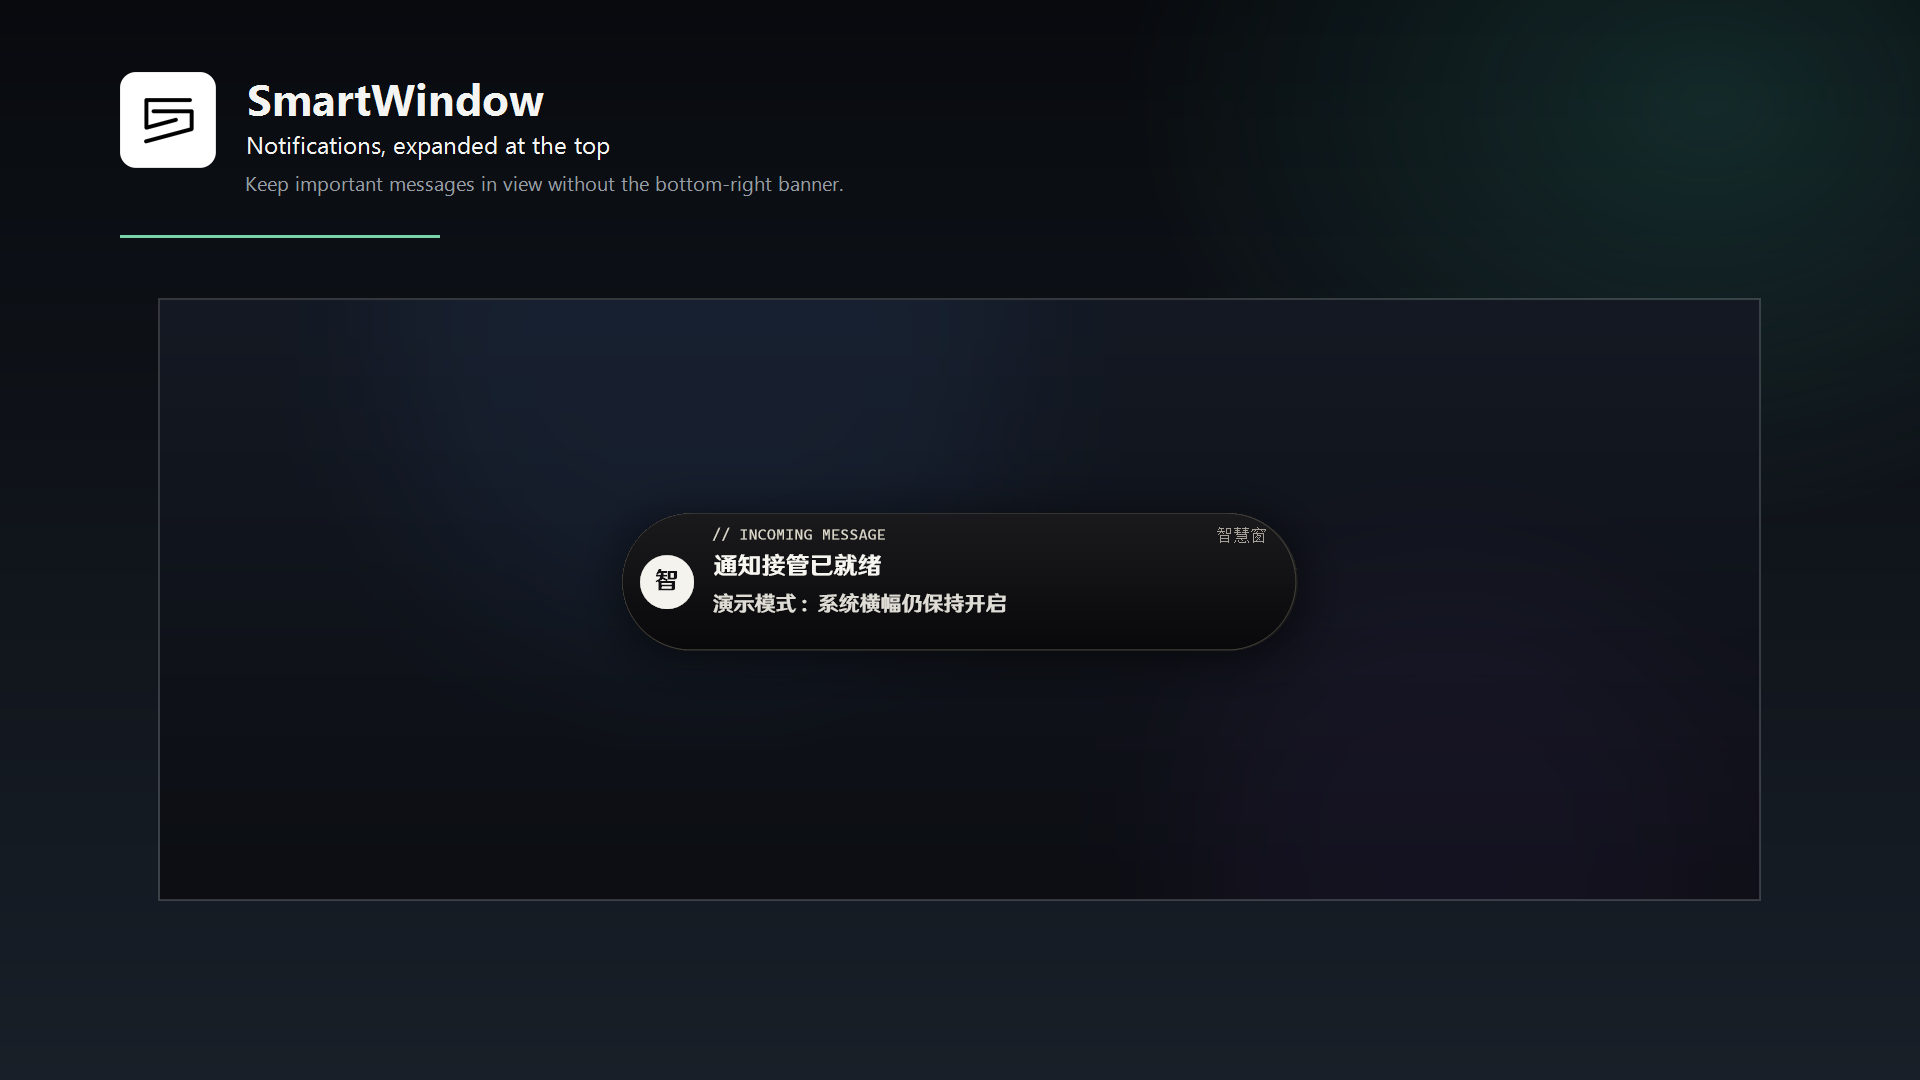 SmartWindow
Notifications, expanded at the top
Keep important messages in view without the bottom-right banner.
// INCOMING MESSAGE
智慧窗
智
通知接管已就绪
演示模式：系统横幅仍保持开启